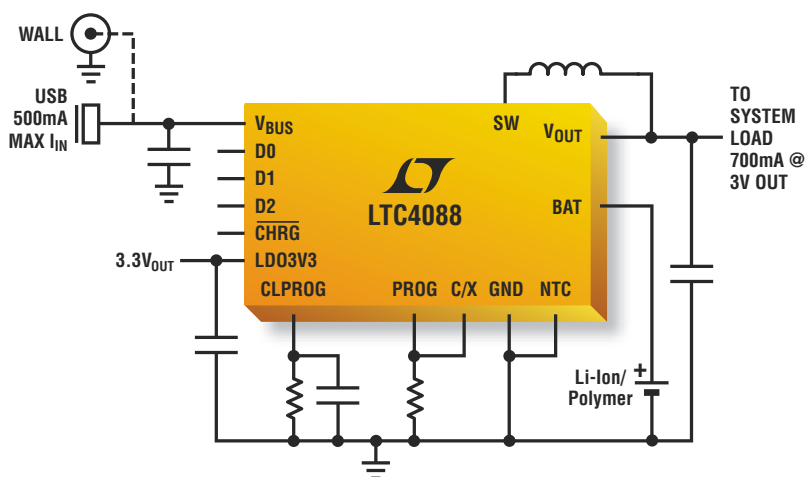 WALL
USB
500mA
MAX IIN
VBUS
D0
D1
D2
CHRG
LDO3V3
CLPROG
3.3VOUT
LTC4088
SW
VOUT
BAT
PROG
C/X
GND
NTC
TO
SYSTEM
LOAD
700mA @
3V OUT
Li-Ion/
Polymer
+